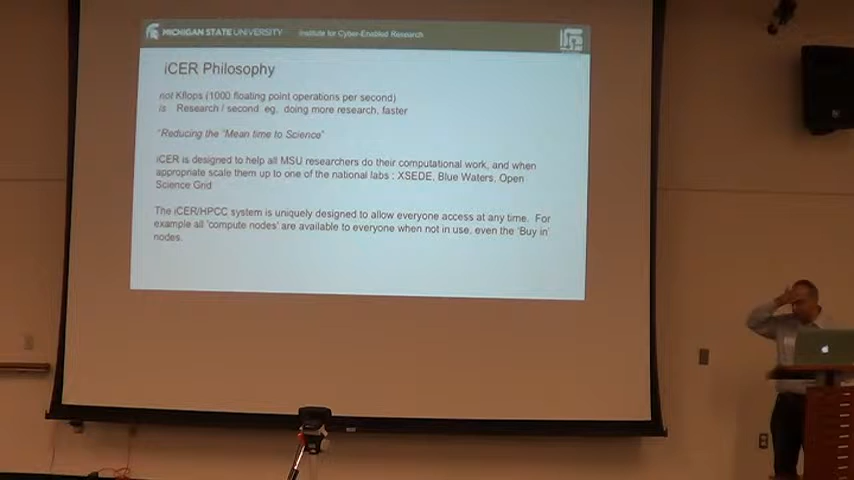 MICHIGAN STATE UNIVERSITY Institute for Cyber-Enabled Research
iCER Philosophy
not Kflops (1000 floating point operations per second)
is Research / second eg. doing more research, faster
"Reducing the "Mean time to Science"
iCER is designed to help all MSU researchers do their computational work, and when
appropriate scale them up to one of the national labs : XSEDE, Blue Waters, Open
Science Grid
The iCER/HPCC system is uniquely designed to allow everyone access at any time. For
example all 'compute nodes' are available to everyone when not in use, even the 'Buy in'
nodes.